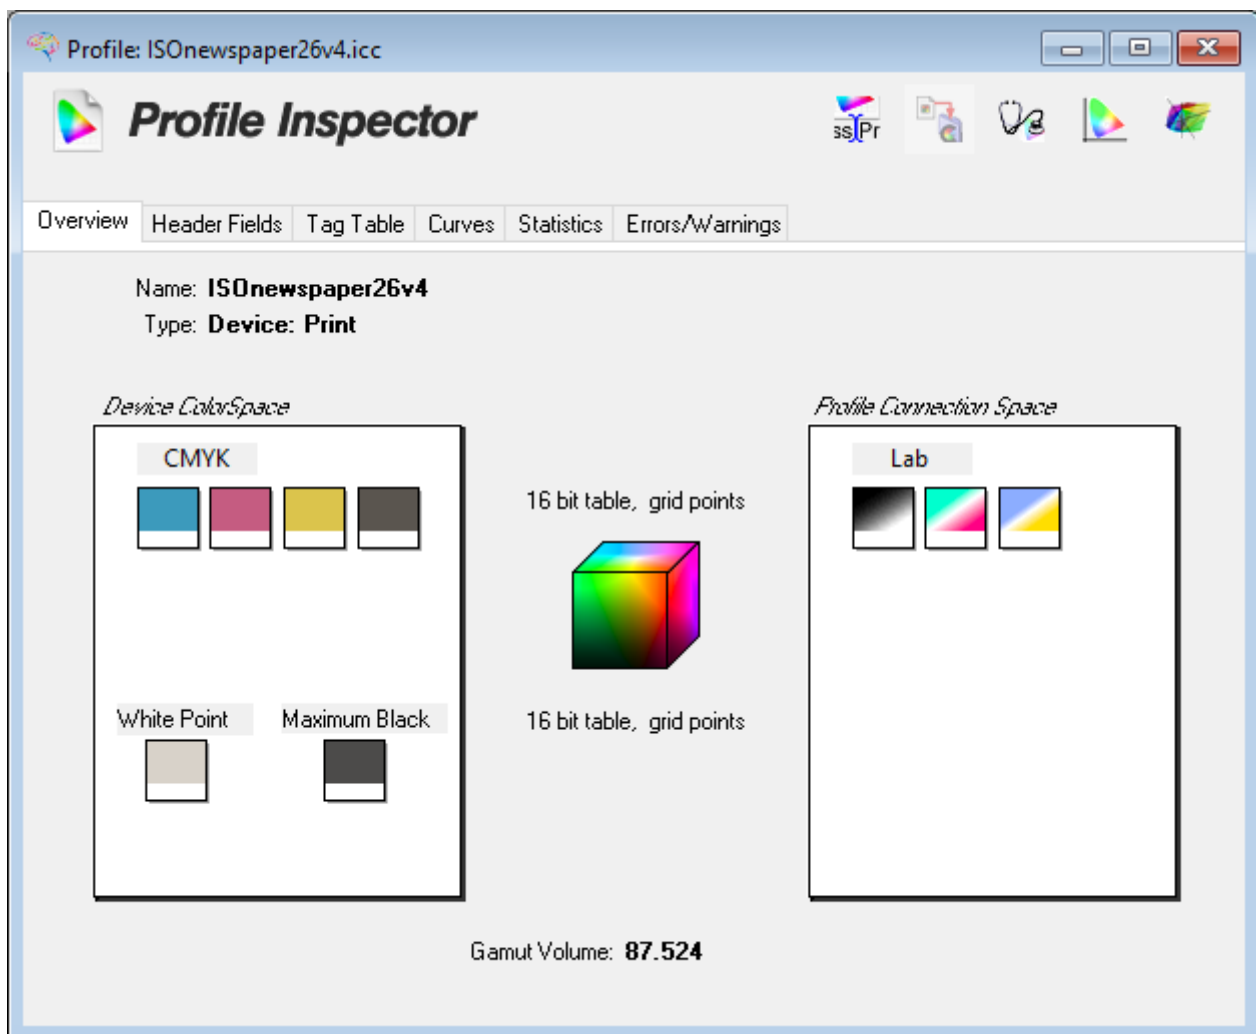 Profile: ISOnewspaper26v4.icc
Profile Inspector
ss Pr
Overview Header Fields Tag Table Curves Statistics Errors/Warnings
Name: ISOnewspaper26v4
Type: Device: Print
Device ColorSpace
Profile Connection Space
CMYK
Lab
16 bit table, grid points
White Point Maximum Black
16 bit table, grid points
Gamut Volume: 87.524